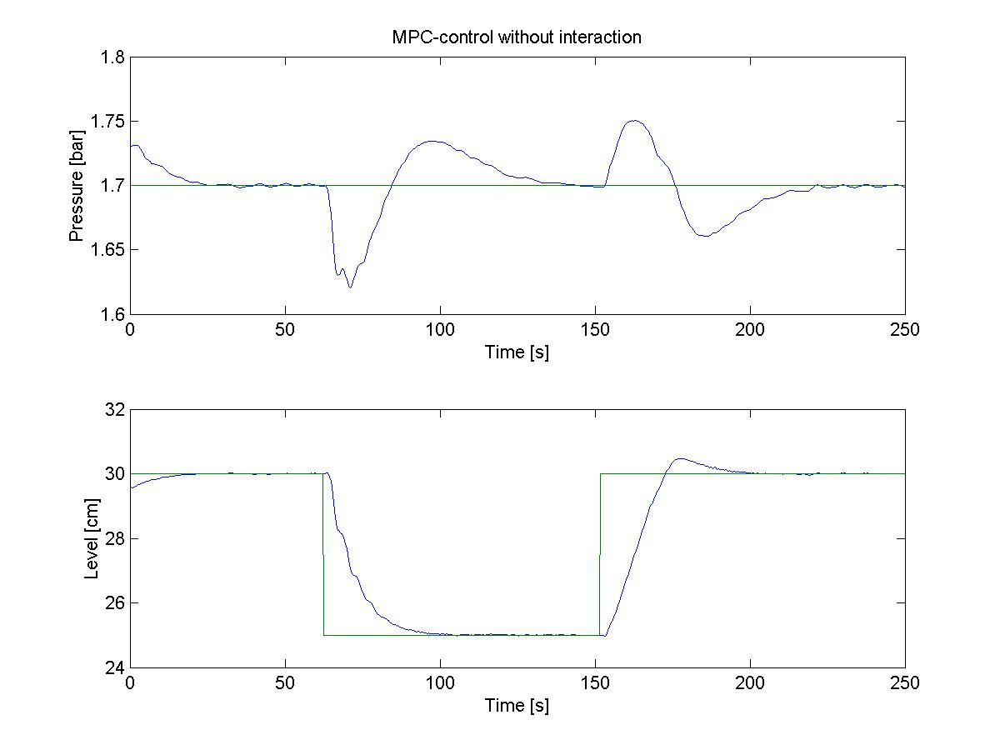 MPC-control without interaction
1.8
1.75
1.7
1.65
1.6
Pressure [bar]
0 50 100 150 200 250
Time [s]
32
30
28
26
24
Level [cm]
0 50 100 150 200 250
Time [s]